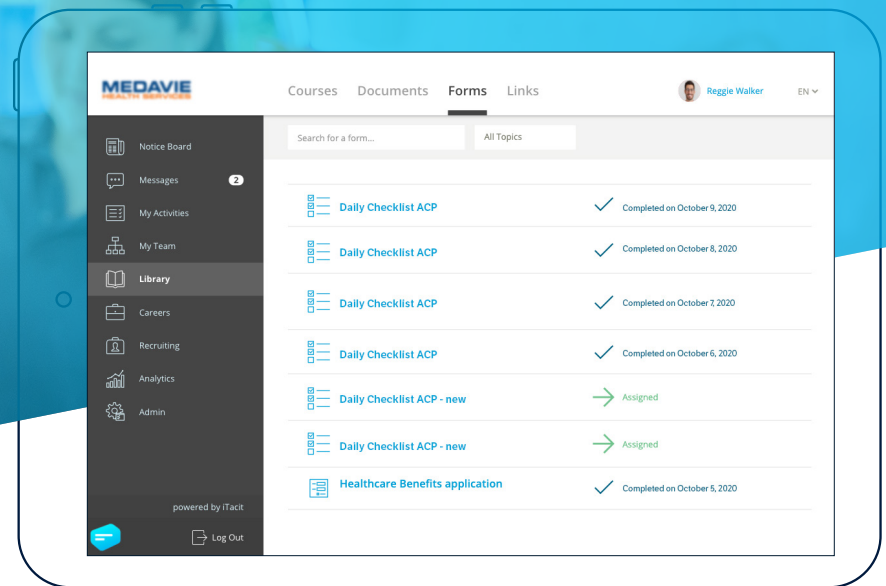 MEDAVIE
HEALTH SERVICES
Courses Documents Forms Links
Reggie Walker
EN
Search for a form...
All Topics
Notice Board
Messages 2
My Activities
My Team
Library
Careers
Recruiting
Analytics
Admin
powered by iTacit
Log Out
Daily Checklist ACP Completed on October 9, 2020
Daily Checklist ACP Completed on October 8, 2020
Daily Checklist ACP Completed on October 7, 2020
Daily Checklist ACP Completed on October 6, 2020
Daily Checklist ACP - new Assigned
Daily Checklist ACP - new Assigned
Healthcare Benefits application Completed on October 5, 2020